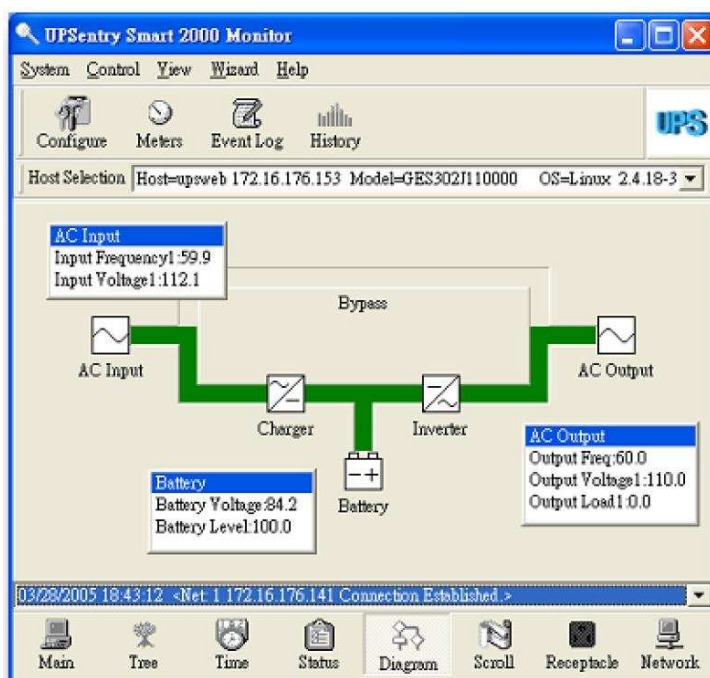 UPSentry Smart 2000 Monitor
System Control View Wizard Help
Configure Meters Event Log History
UPS
Host Selection Host=upsweb 172.16.176.153 Model=GES302J110000 OS=Linux 2.4.18-3
AC Input
Input Frequency1:59.9
Input Voltage1:112.1
Bypass
AC Input
AC Output
Charger
Inverter
AC Output
Output Freq:60.0
Output Voltage1:110.0
Output Load1:0.0
Battery
Battery Voltage:84.2
Battery Level:100.0
Battery
03/28/2005 18:43:12 <Net: 1 172.16.176.141 Connection Established.>
Main Tree Time Status Diagram Scroll Receptacle Network